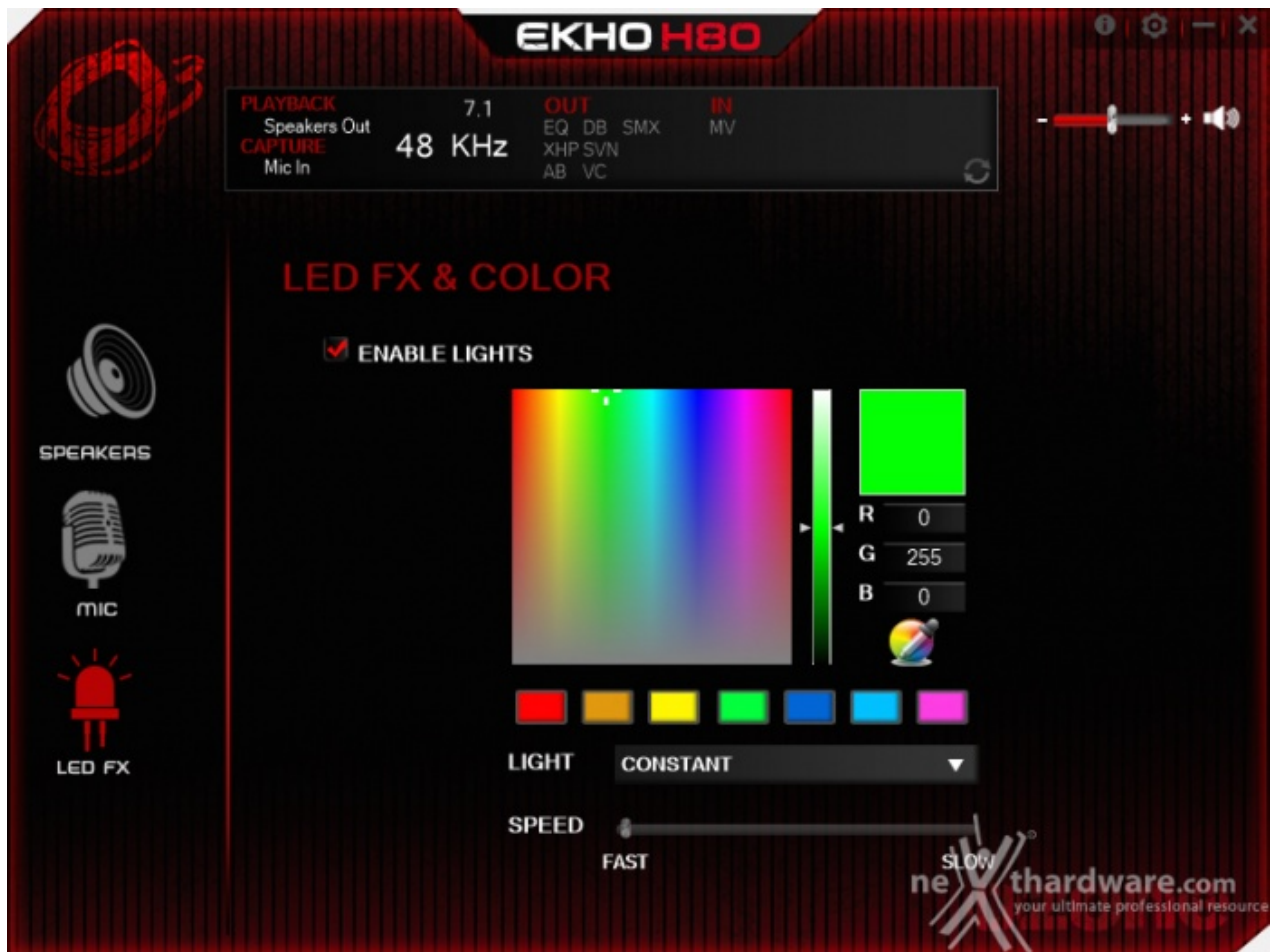 EKHO H80
PLAYBACK
Speakers Out
CAPTURE
Mic In
7.1
48 KHz
OUT
EQ DB SMX
XHP SVN
AB VC
IN
MV
- +
LED FX & COLOR
ENABLE LIGHTS
SPEAKERS
MIC
LED FX
R 0
G 255
B 0
LIGHT CONSTANT
SPEED
FAST SLOW
nexthardware.com
your ultimate professional resource